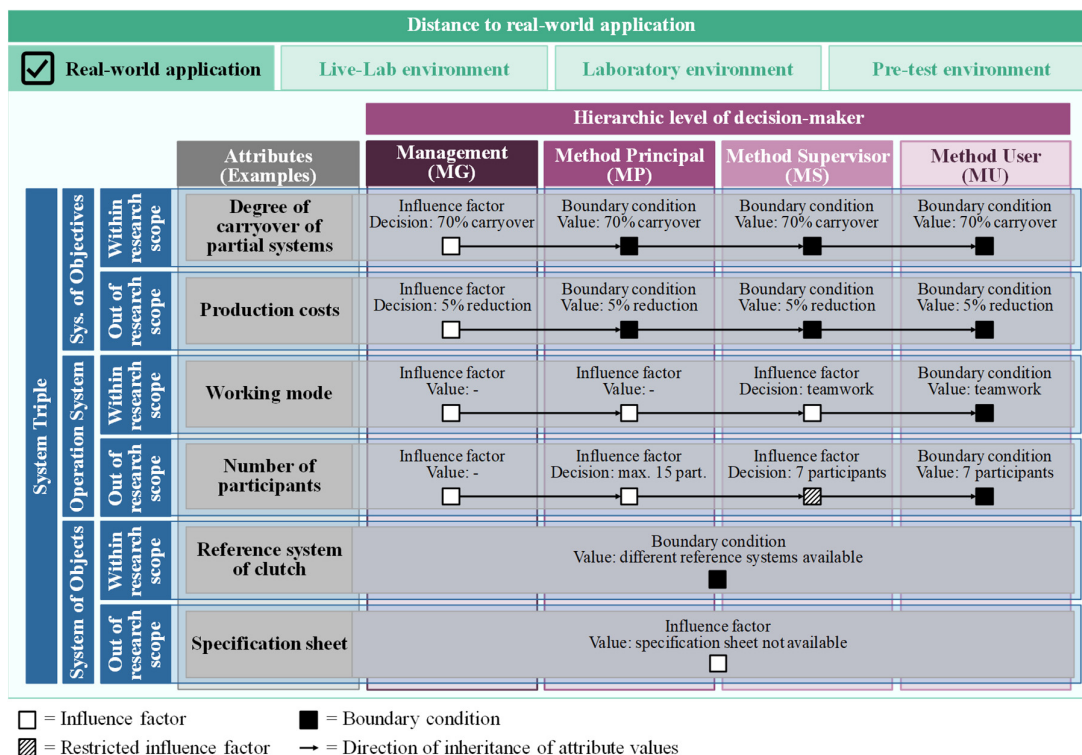 Distance to real-world application
Real-world application
Live-Lab environment
Laboratory environment
Pre-test environment
Hierarchic level of decision-maker
Attributes
(Examples)
Management
(MG)
Method Principal
(MP)
Method Supervisor
(MS)
Method User
(MU)
System Triple
Sys. of Objectives
Within
research
scope
Degree of
carryover of
partial systems
Influence factor
Decision: 70% carryover
Boundary condition
Value: 70% carryover
Boundary condition
Value: 70% carryover
Boundary condition
Value: 70% carryover
Out of
research
scope
Production costs
Influence factor
Decision: 5% reduction
Boundary condition
Value: 5% reduction
Boundary condition
Value: 5% reduction
Boundary condition
Value: 5% reduction
Operation System
Within
research
scope
Working mode
Influence factor
Value: -
Influence factor
Value: -
Influence factor
Decision: teamwork
Boundary condition
Value: teamwork
Out of
research
scope
Number of
participants
Influence factor
Value: -
Influence factor
Decision: max. 15 part.
Influence factor
Decision: 7 participants
Boundary condition
Value: 7 participants
System of Objects
Within
research
scope
Reference system
of clutch
Boundary condition
Value: different reference systems available
Out of
research
scope
Specification sheet
Influence factor
Value: specification sheet not available
= Influence factor
= Boundary condition
= Restricted influence factor
= Direction of inheritance of attribute values